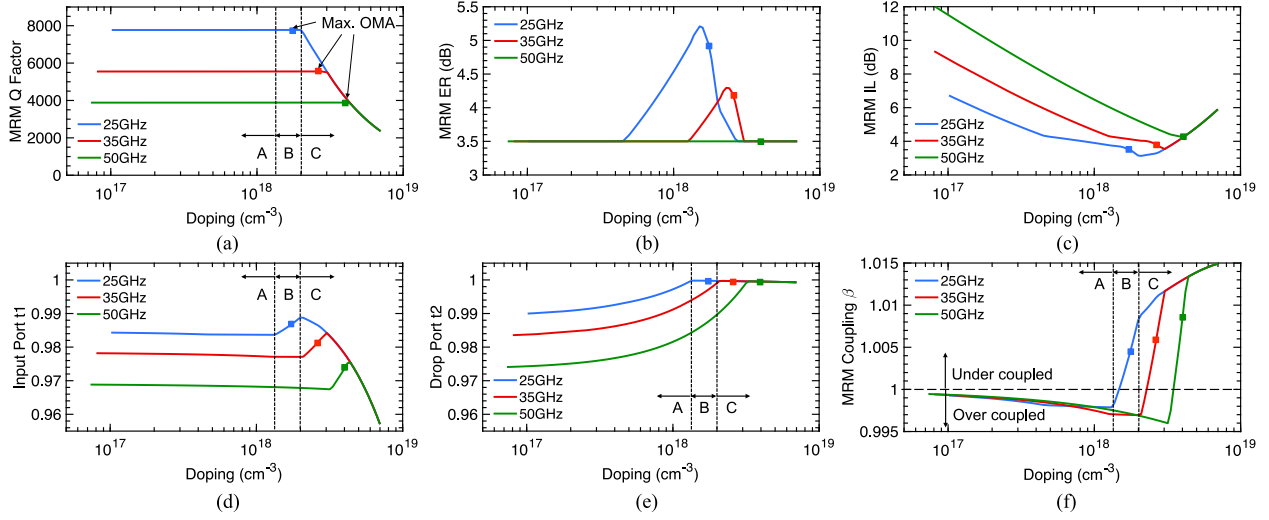 8000
6000
4000
2000
0
MRM Q Factor
Max. OMA
25GHz
35GHz
50GHz
A B C
10^17 10^18 10^19
Doping (cm^-3)
(a)
5.5
5
4.5
4
3.5
3
MRM ER (dB)
25GHz
35GHz
50GHz
10^17 10^18 10^19
Doping (cm^-3)
(b)
12
10
8
6
4
2
0
MRM IL (dB)
25GHz
35GHz
50GHz
10^17 10^18 10^19
Doping (cm^-3)
(c)
1
0.99
0.98
0.97
0.96
Input Port t1
25GHz
35GHz
50GHz
A B C
10^17 10^18 10^19
Doping (cm^-3)
(d)
1
0.99
0.98
0.97
0.96
Drop Port t2
25GHz
35GHz
50GHz
A B C
10^17 10^18 10^19
Doping (cm^-3)
(e)
1.015
1.01
1.005
1
0.995
MRM Coupling β
25GHz
35GHz
50GHz
A B C
Under coupled
Over coupled
10^17 10^18 10^19
Doping (cm^-3)
(f)